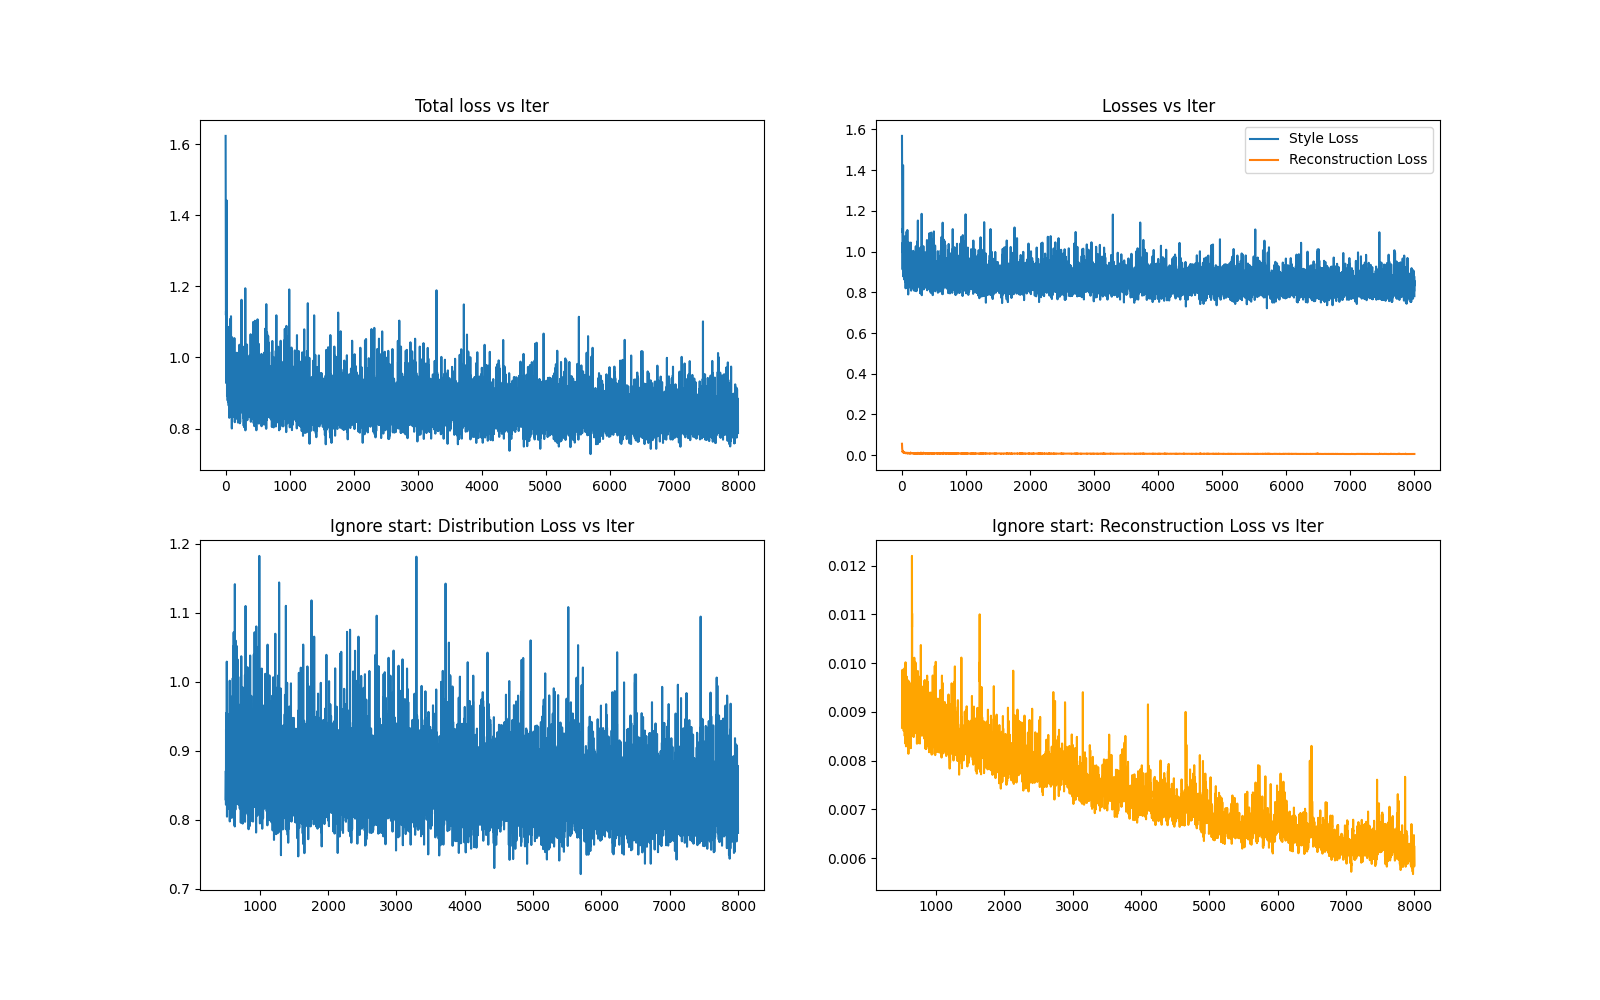 Total loss vs Iter
1.6
1.4
1.2
1.0
0.8
0 1000 2000 3000 4000 5000 6000 7000 8000
Losses vs Iter
Style Loss
Reconstruction Loss
1.6
1.4
1.2
1.0
0.8
0.6
0.4
0.2
0.0
0 1000 2000 3000 4000 5000 6000 7000 8000
Ignore start: Distribution Loss vs Iter
1.2
1.1
1.0
0.9
0.8
0.7
1000 2000 3000 4000 5000 6000 7000 8000
Ignore start: Reconstruction Loss vs Iter
0.012
0.011
0.010
0.009
0.008
0.007
0.006
1000 2000 3000 4000 5000 6000 7000 8000